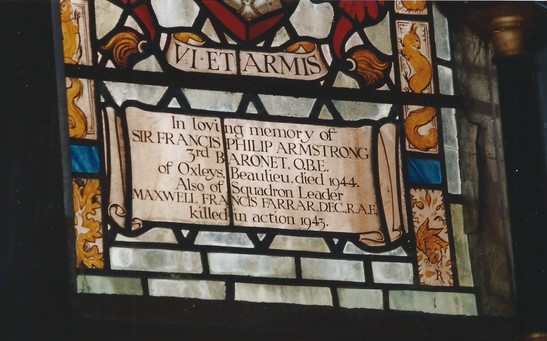 VI·ET ARMIS
In loving memory of
SIR FRANCIS PHILIP ARMSTRONG
3rd BARONET, O.B.E.
of Oxleys, Beaulieu, died 1944.
Also of Squadron Leader
MAXWELL FRANCIS FARRAR, D.F.C., R.A.F.
killed in action 1943.